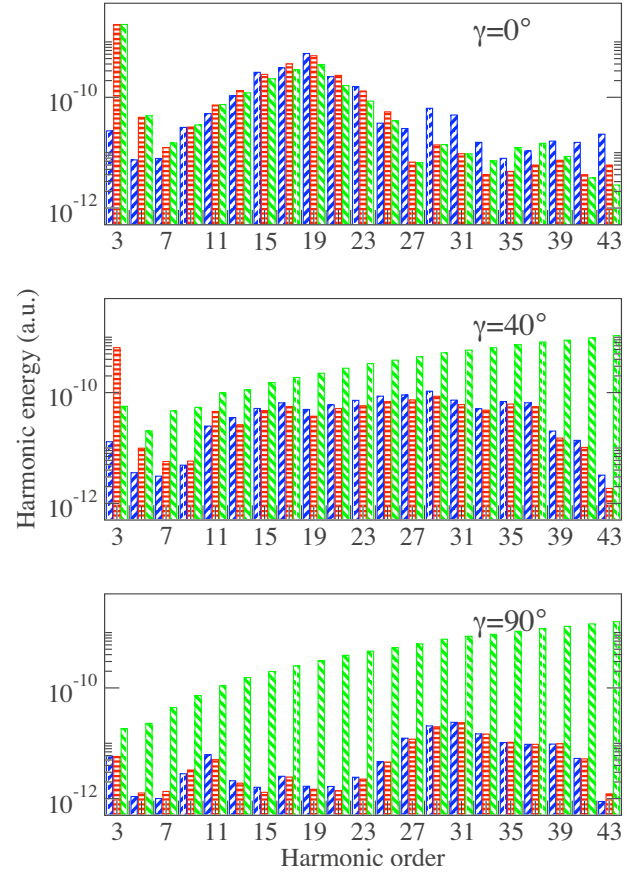 γ=0°
10⁻¹⁰
10⁻¹²
3 7 11 15 19 23 27 31 35 39 43
γ=40°
10⁻¹⁰
10⁻¹²
3 7 11 15 19 23 27 31 35 39 43
γ=90°
10⁻¹⁰
10⁻¹²
3 7 11 15 19 23 27 31 35 39 43
Harmonic energy (a.u.)
Harmonic order